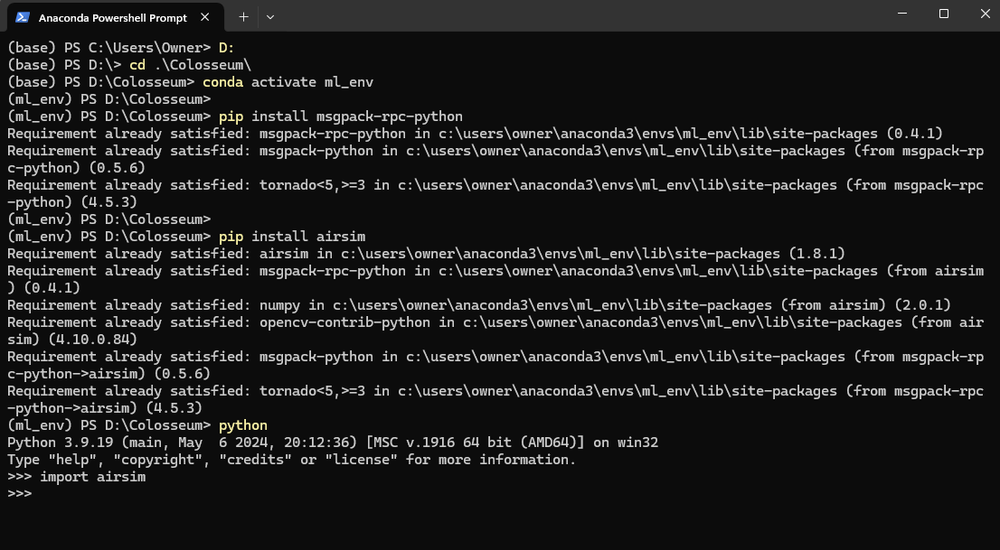 Anaconda Powershell Prompt
(base) PS C:\Users\Owner> D:
(base) PS D:\> cd .\Colosseum\
(base) PS D:\Colosseum> conda activate ml_env
(ml_env) PS D:\Colosseum>
(ml_env) PS D:\Colosseum> pip install msgpack-rpc-python
Requirement already satisfied: msgpack-rpc-python in c:\users\owner\anaconda3\envs\ml_env\lib\site-packages (0.4.1)
Requirement already satisfied: msgpack-python in c:\users\owner\anaconda3\envs\ml_env\lib\site-packages (from msgpack-rp
c-python) (0.5.6)
Requirement already satisfied: tornado<5,>=3 in c:\users\owner\anaconda3\envs\ml_env\lib\site-packages (from msgpack-rpc
-python) (4.5.3)
(ml_env) PS D:\Colosseum>
(ml_env) PS D:\Colosseum> pip install airsim
Requirement already satisfied: airsim in c:\users\owner\anaconda3\envs\ml_env\lib\site-packages (1.8.1)
Requirement already satisfied: msgpack-rpc-python in c:\users\owner\anaconda3\envs\ml_env\lib\site-packages (from airsim
) (0.4.1)
Requirement already satisfied: numpy in c:\users\owner\anaconda3\envs\ml_env\lib\site-packages (from airsim) (2.0.1)
Requirement already satisfied: opencv-contrib-python in c:\users\owner\anaconda3\envs\ml_env\lib\site-packages (from air
sim) (4.10.0.84)
Requirement already satisfied: msgpack-python in c:\users\owner\anaconda3\envs\ml_env\lib\site-packages (from msgpack-rp
c-python->airsim) (0.5.6)
Requirement already satisfied: tornado<5,>=3 in c:\users\owner\anaconda3\envs\ml_env\lib\site-packages (from msgpack-rpc
-python->airsim) (4.5.3)
(ml_env) PS D:\Colosseum> python
Python 3.9.19 (main, May  6 2024, 20:12:36) [MSC v.1916 64 bit (AMD64)] on win32
Type "help", "copyright", "credits" or "license" for more information.
>>> import airsim
>>>